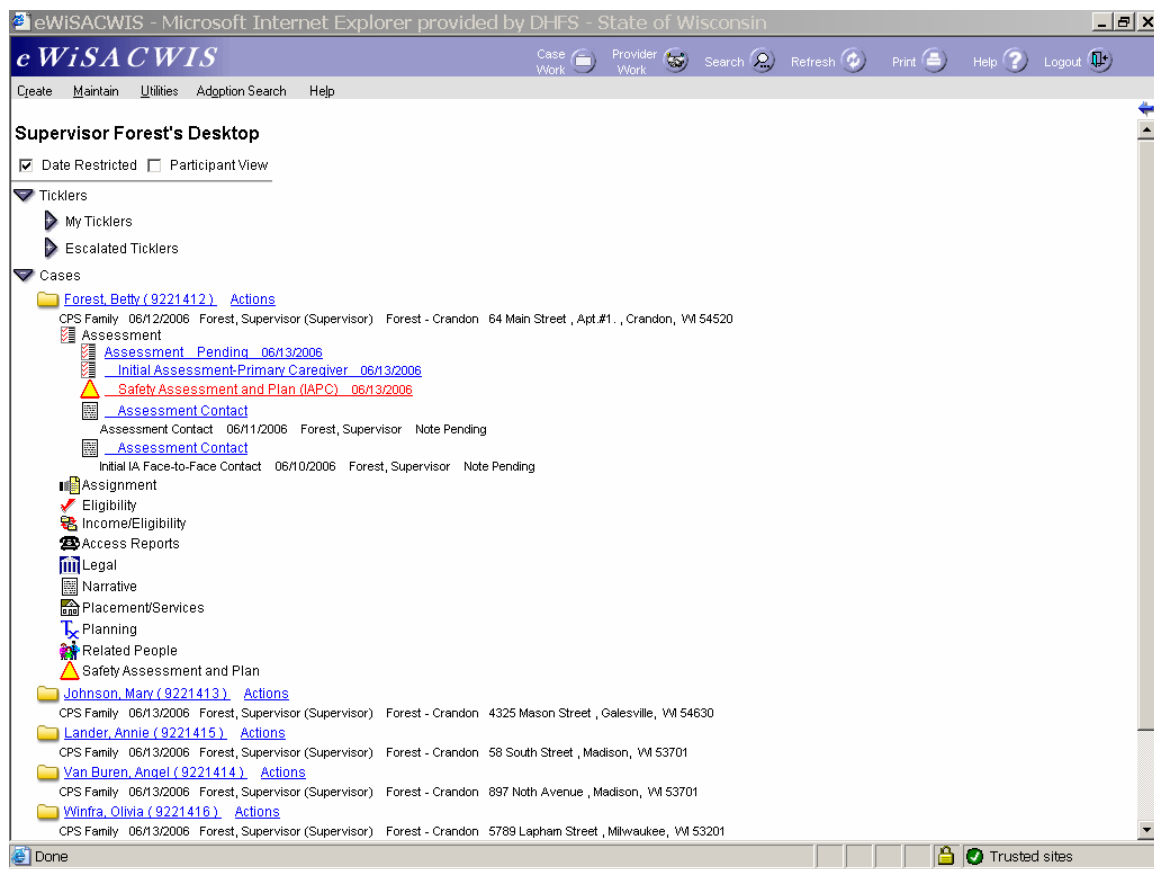 eWiSACWIS - Microsoft Internet Explorer provided by DHFS - State of Wisconsin
e WiSACWIS Case Work Provider Work Search Refresh Print Help Logout
Create Maintain Utilities Adoption Search Help
Supervisor Forest's Desktop
Date Restricted Participant View
Ticklers
My Ticklers
Escalated Ticklers
Cases
Forest, Betty ( 9221412 ) Actions
CPS Family 06/12/2006 Forest, Supervisor (Supervisor) Forest - Crandon 64 Main Street , Apt.#1. , Crandon, WI 54520
Assessment
Assessment Pending 06/13/2006
Initial Assessment-Primary Caregiver 06/13/2006
Safety Assessment and Plan (IAPC) 06/13/2006
Assessment Contact
Assessment Contact 06/11/2006 Forest, Supervisor Note Pending
Assessment Contact
Initial IA Face-to-Face Contact 06/10/2006 Forest, Supervisor Note Pending
Assignment
Eligibility
Income/Eligibility
Access Reports
Legal
Narrative
Placement/Services
Planning
Related People
Safety Assessment and Plan
Johnson, Mary ( 9221413 ) Actions
CPS Family 06/13/2006 Forest, Supervisor (Supervisor) Forest - Crandon 4325 Mason Street , Galesville, WI 54630
Lander, Annie ( 9221415 ) Actions
CPS Family 06/13/2006 Forest, Supervisor (Supervisor) Forest - Crandon 58 South Street , Madison, WI 53701
Van Buren, Angel ( 9221414 ) Actions
CPS Family 06/13/2006 Forest, Supervisor (Supervisor) Forest - Crandon 897 Noth Avenue , Madison, WI 53701
Winfra, Olivia ( 9221416 ) Actions
CPS Family 06/13/2006 Forest, Supervisor (Supervisor) Forest - Crandon 5789 Lapham Street , Milwaukee, WI 53201
Done Trusted sites